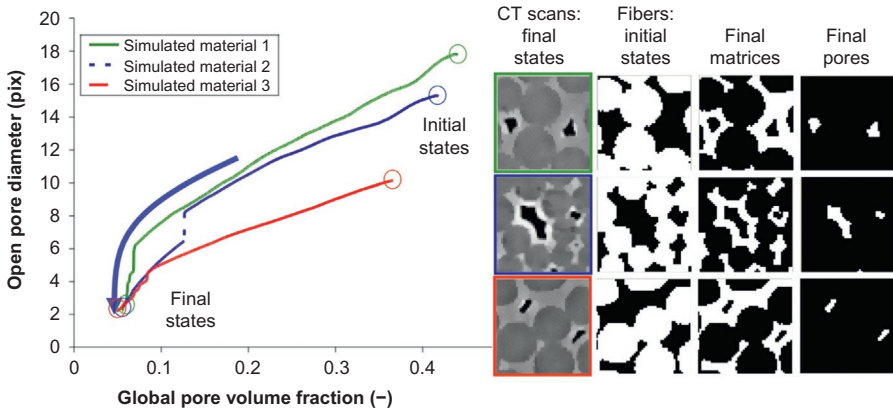 20
18
16
14
12
10
8
6
4
2
0
0
0.1
0.2
0.3
0.4
Open pore diameter (pix)
Global pore volume fraction (−)
Simulated material 1
Simulated material 2
Simulated material 3
Initial
states
Final
states
CT scans:
final
states
Fibers:
initial
states
Final
matrices
Final
pores